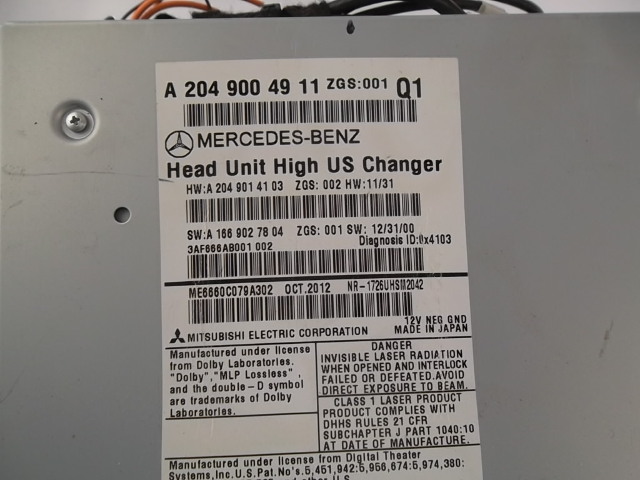 A 204 900 49 11 ZGS:001 Q1
MERCEDES-BENZ
Head Unit High US Changer
HW:A 204 901 41 03 ZGS: 002 HW:11/31
SW:A 166 902 78 04 ZGS: 001 SW: 12/31/00
3AF666AB001 002 Diagnosis ID:0x4103
ME6660C079A302 OCT.2012 NR-1726UHSM2042
12V NEG GND
MITSUBISHI ELECTRIC CORPORATION MADE IN JAPAN
Manufactured under license
from Dolby Laboratories.
"Dolby","MLP Lossless",
and the double-D symbol
are trademarks of Dolby
Laboratories.
DANGER
INVISIBLE LASER RADIATION
WHEN OPENED AND INTERLOCK
FAILED OR DEFEATED.AVOID
DIRECT EXPOSURE TO BEAM.
CLASS 1 LASER PRODUCT
PRODUCT COMPLIES WITH
DHHS RULES 21 CFR
SUBCHAPTER J PART 1040:10
AT DATE OF MANUFACTURE.
Manufactured under license from Digital Theater
Systems,Inc.U.S.Pat.No's.5,451,942:5,956,674:5,974,380: